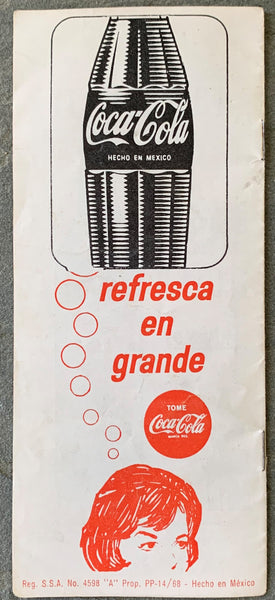 Coca-Cola
HECHO EN MEXICO
refresca
en
grande
TOME
Coca-Cola
MARCA REG.
Reg. S.S.A. No. 4598 "A" Prop. PP-14/68 - Hecho en México